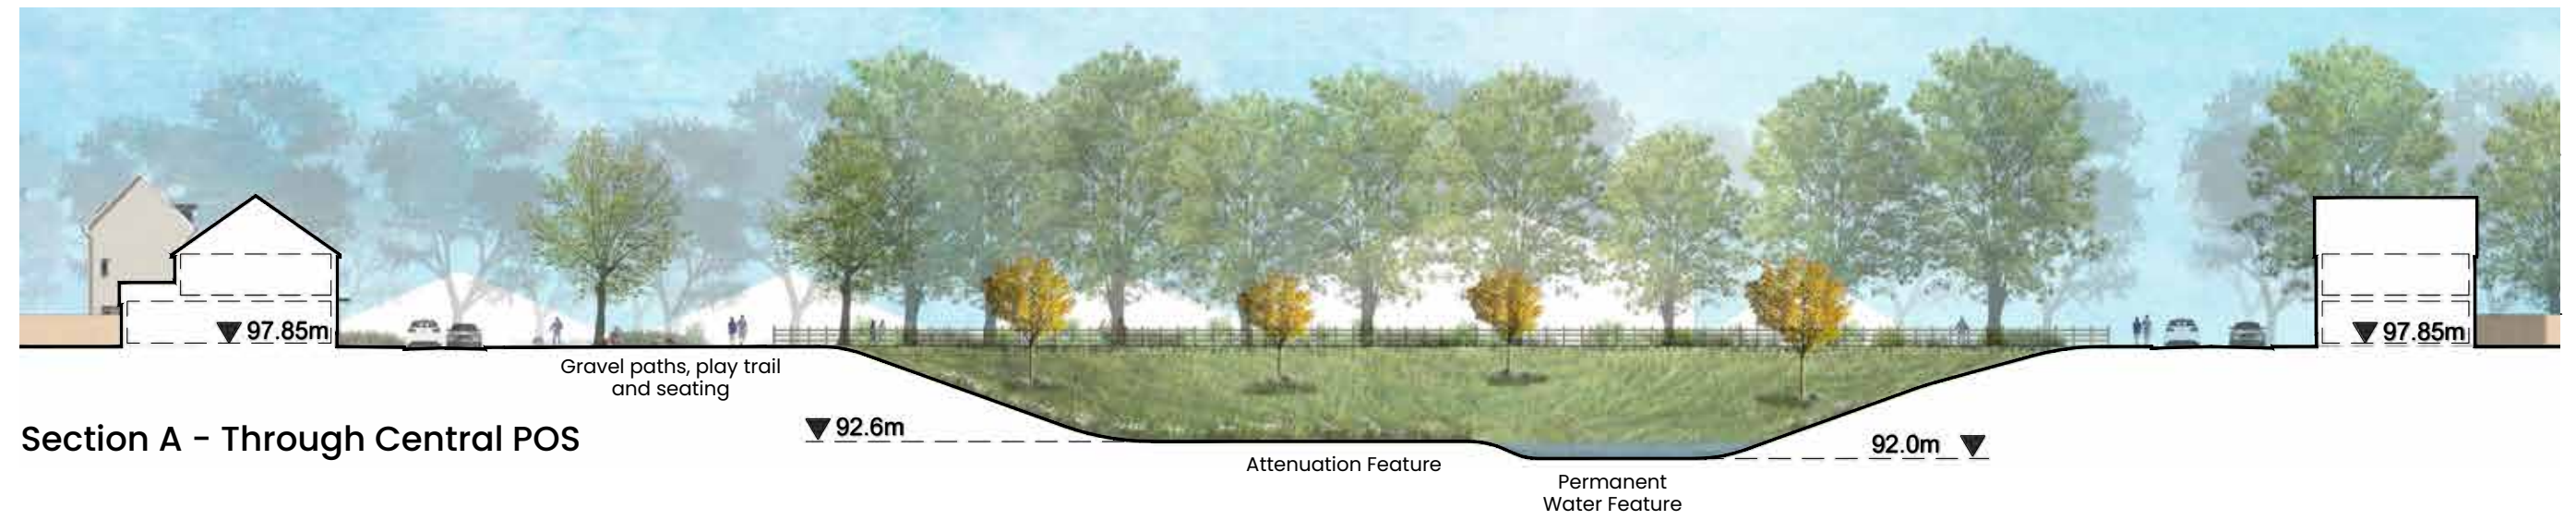 97.85m
97.85m
Gravel paths, play trail
and seating
92.6m
Section A - Through Central POS
92.0m
Attenuation Feature
Permanent
Water Feature